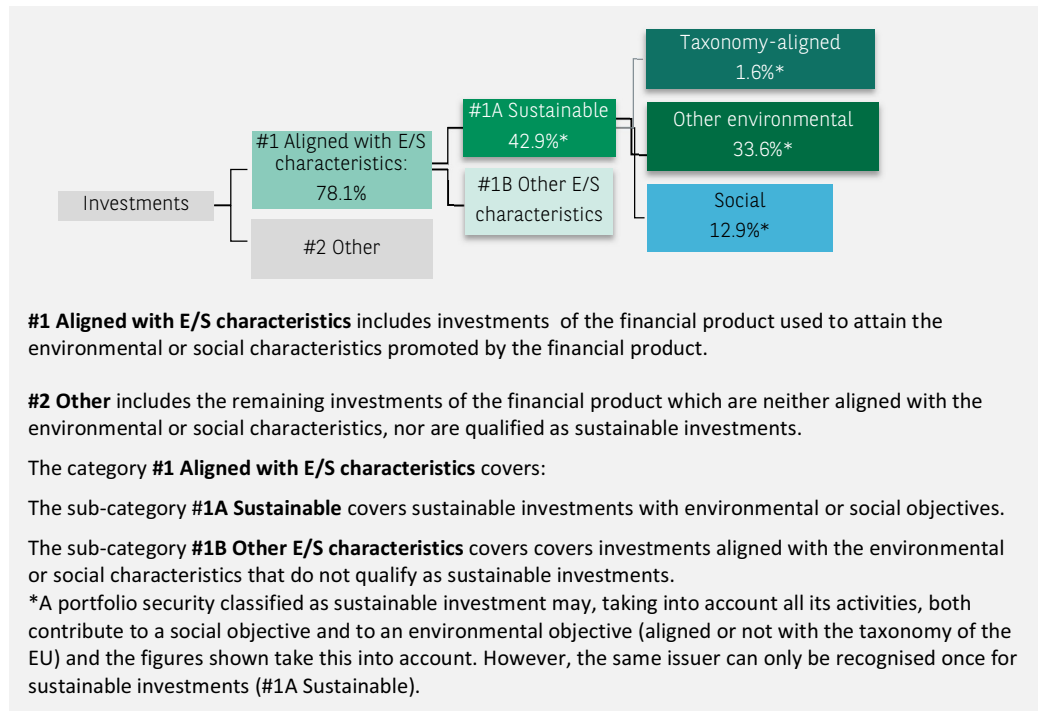 Taxonomy-aligned
1.6%*
#1A Sustainable
42.9%*
Other environmental
33.6%*
#1 Aligned with E/S
characteristics:
78.1%
#1B Other E/S
characteristics
Investments
Social
12.9%*
#2 Other
#1 Aligned with E/S characteristics includes investments of the financial product used to attain the
environmental or social characteristics promoted by the financial product.
#2 Other includes the remaining investments of the financial product which are neither aligned with the
environmental or social characteristics, nor are qualified as sustainable investments.
The category #1 Aligned with E/S characteristics covers:
The sub-category #1A Sustainable covers sustainable investments with environmental or social objectives.
The sub-category #1B Other E/S characteristics covers covers investments aligned with the environmental
or social characteristics that do not qualify as sustainable investments.
*A portfolio security classified as sustainable investment may, taking into account all its activities, both
contribute to a social objective and to an environmental objective (aligned or not with the taxonomy of the
EU) and the figures shown take this into account. However, the same issuer can only be recognised once for
sustainable investments (#1A Sustainable).